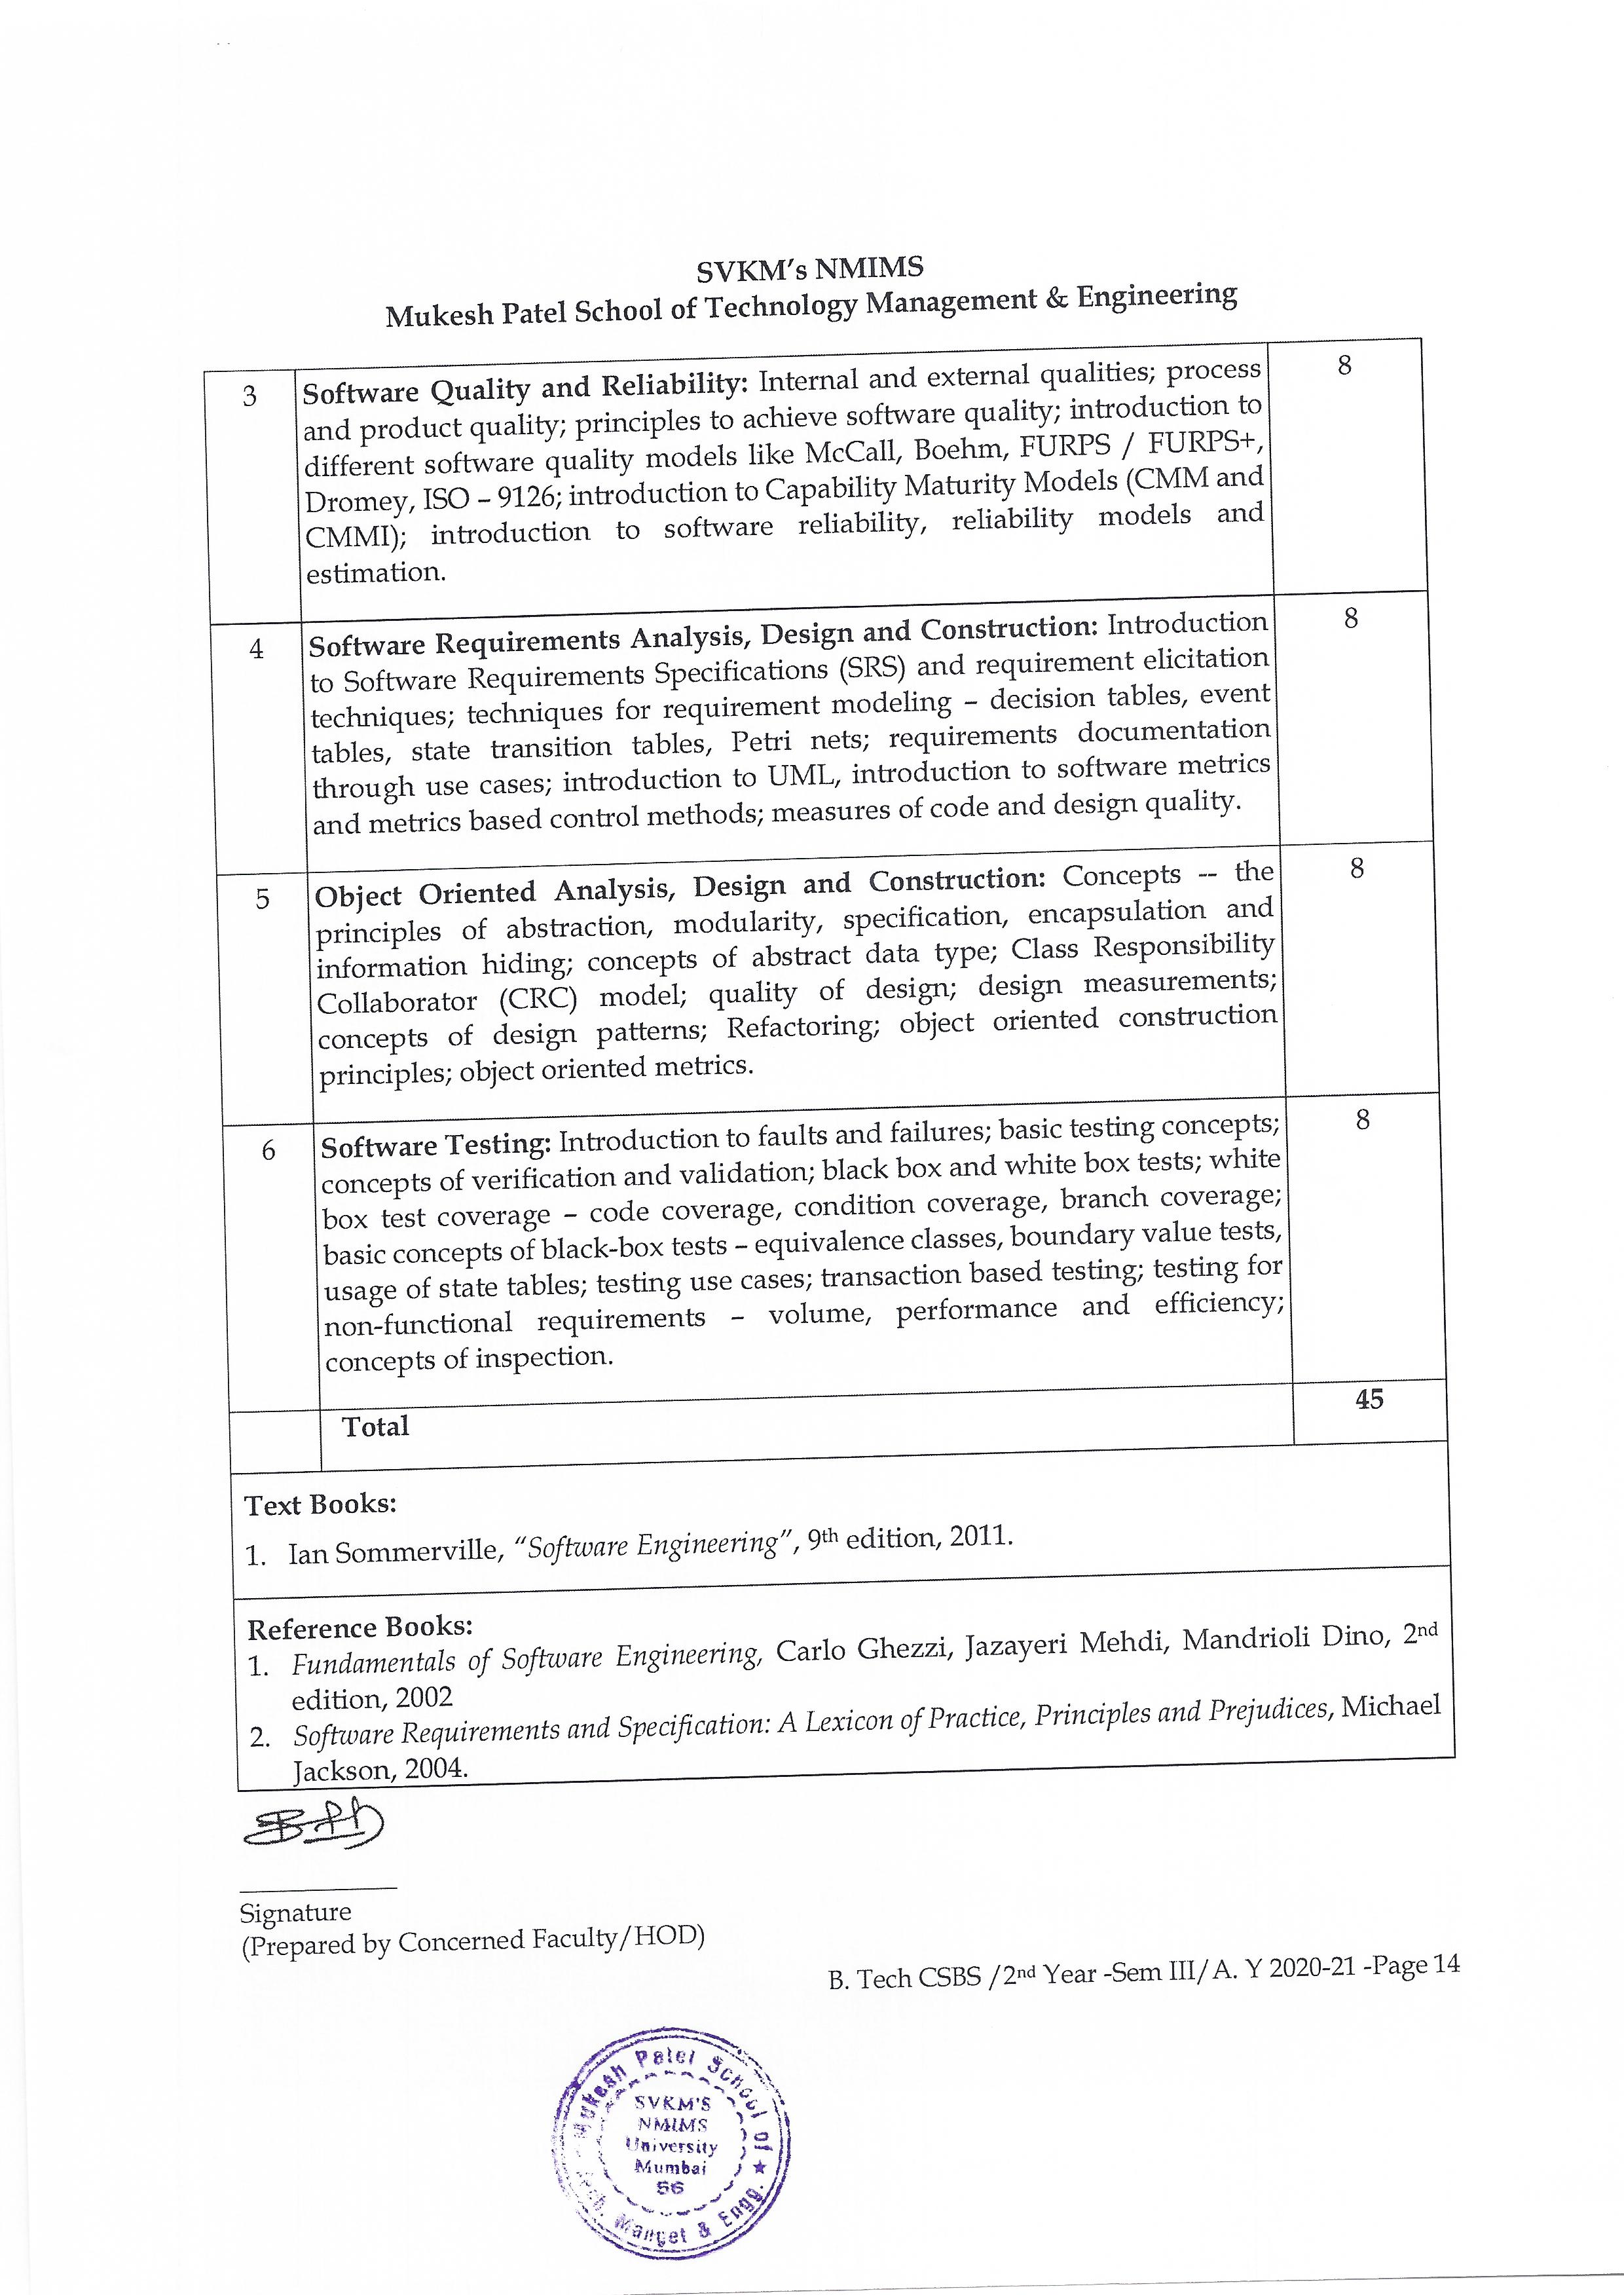 SVKM's NMIMS
Mukesh Patel School of Technology Management & Engineering
3
Software Quality and Reliability: Internal and external qualities; process
8
and product quality; principles to achieve software quality; introduction to
different software quality models like McCall, Boehm, FURPS / FURPS+,
Dromey, ISO – 9126; introduction to Capability Maturity Models (CMM and
CMMI); introduction to software reliability, reliability models and
estimation.
4
Software Requirements Analysis, Design and Construction: Introduction
8
to Software Requirements Specifications (SRS) and requirement elicitation
techniques; techniques for requirement modeling – decision tables, event
tables, state transition tables, Petri nets; requirements documentation
through use cases; introduction to UML, introduction to software metrics
and metrics based control methods; measures of code and design quality.
5
Object Oriented Analysis, Design and Construction: Concepts -- the
8
principles of abstraction, modularity, specification, encapsulation and
information hiding; concepts of abstract data type; Class Responsibility
Collaborator (CRC) model; quality of design; design measurements;
concepts of design patterns; Refactoring; object oriented construction
principles; object oriented metrics.
6
Software Testing: Introduction to faults and failures; basic testing concepts;
8
concepts of verification and validation; black box and white box tests; white
box test coverage – code coverage, condition coverage, branch coverage;
basic concepts of black-box tests – equivalence classes, boundary value tests,
usage of state tables; testing use cases; transaction based testing; testing for
non-functional requirements – volume, performance and efficiency;
concepts of inspection.
Total
45
Text Books:
1. Ian Sommerville, "Software Engineering", 9th edition, 2011.
Reference Books:
1. Fundamentals of Software Engineering, Carlo Ghezzi, Jazayeri Mehdi, Mandrioli Dino, 2nd
edition, 2002
2. Software Requirements and Specification: A Lexicon of Practice, Principles and Prejudices, Michael
Jackson, 2004.
Signature
(Prepared by Concerned Faculty/HOD)
B. Tech CSBS /2nd Year -Sem III/A. Y 2020-21 -Page 14
Mukesh Patel School of
Tech. Manget & Engg.
SVKM'S
NMIMS
University
Mumbai
56